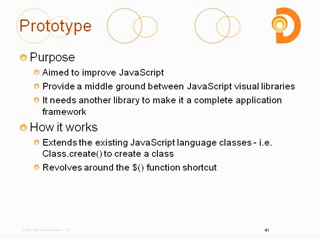 Prototype
Purpose
Aimed to improve JavaScript
Provide a middle ground between JavaScript visual libraries
It needs another library to make it a complete application
framework
How it works
Extends the existing JavaScript language classes - i.e.
Class.create() to create a class
Revolves around the $() function shortcut